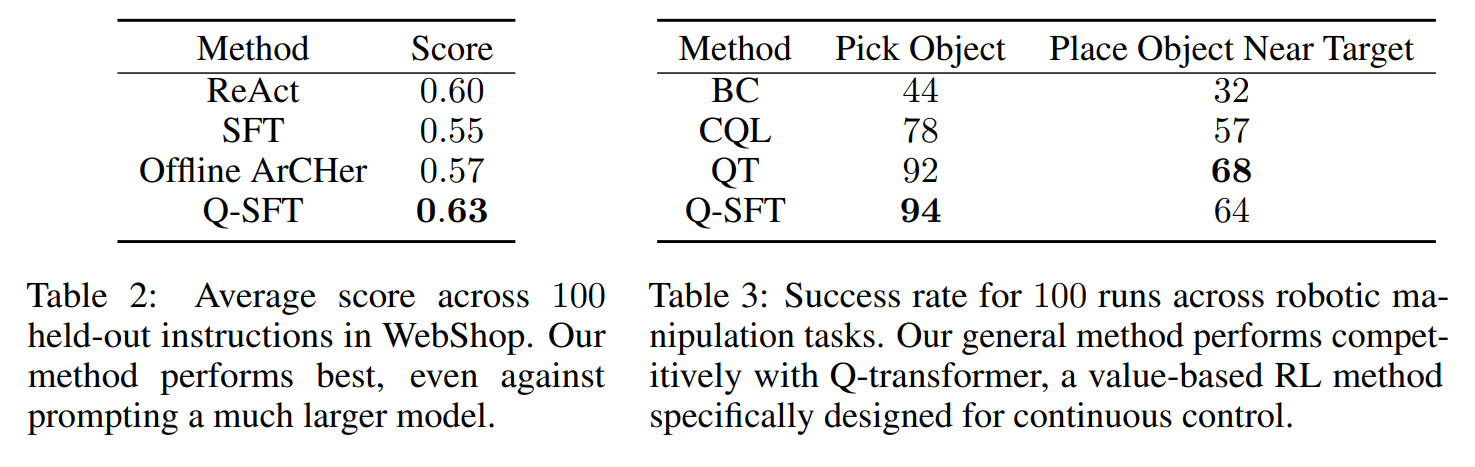 Method Score
ReAct 0.60
SFT 0.55
Offline ArCHer 0.57
Q-SFT 0.63
Table 2: Average score across 100
held-out instructions in WebShop. Our
method performs best, even against
prompting a much larger model.
Method Pick Object Place Object Near Target
BC 44 32
CQL 78 57
QT 92 68
Q-SFT 94 64
Table 3: Success rate for 100 runs across robotic ma-
nipulation tasks. Our general method performs compet-
itively with Q-transformer, a value-based RL method
specifically designed for continuous control.